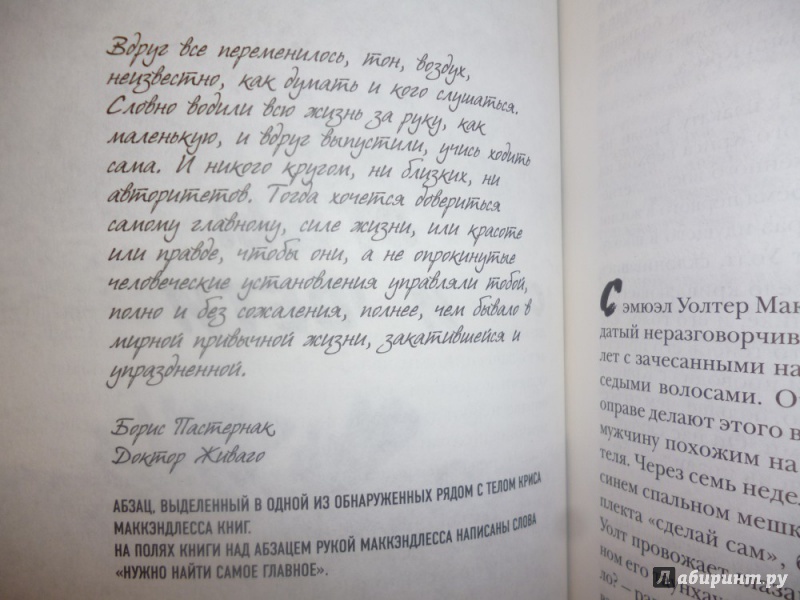 Вдруг все переменилось, тон, воздух,
неизвестно, как думать и кого слушаться.
Словно водили всю жизнь за руку, как
маленькую, и вдруг выпустили, учись ходить
сама. И никого кругом, ни близких, ни
авторитетов. Тогда хочется довериться
самому главному, силе жизни, или красоте
или правде, чтобы они, а не опрокинутые
человеческие установления управляли тобой,
полно и без сожаления, полнее, чем бывало в
мирной привычной жизни, закатившейся и
упраздненной.
Борис Пастернак
Доктор Живаго
АБЗАЦ, ВЫДЕЛЕННЫЙ В ОДНОЙ ИЗ ОБНАРУЖЕННЫХ РЯДОМ С ТЕЛОМ КРИСА
МАККЭНДЛЕССА КНИГ.
НА ПОЛЯХ КНИГИ НАД АБЗАЦЕМ РУКОЙ МАККЭНДЛЕССА НАПИСАНЫ СЛОВА
«НУЖНО НАЙТИ САМОЕ ГЛАВНОЕ».
Сэмюэл Уолтер Мак
датый неразговорчив
лет с зачесанными на
седыми волосами. О
оправе делают этого в
мужчину похожим на
теля. Через семь недел
синем спальном мешк
плекта «сделай сам», б
Уолт провожает глаза
ном его
ло? – ра
Лабиринт.ру